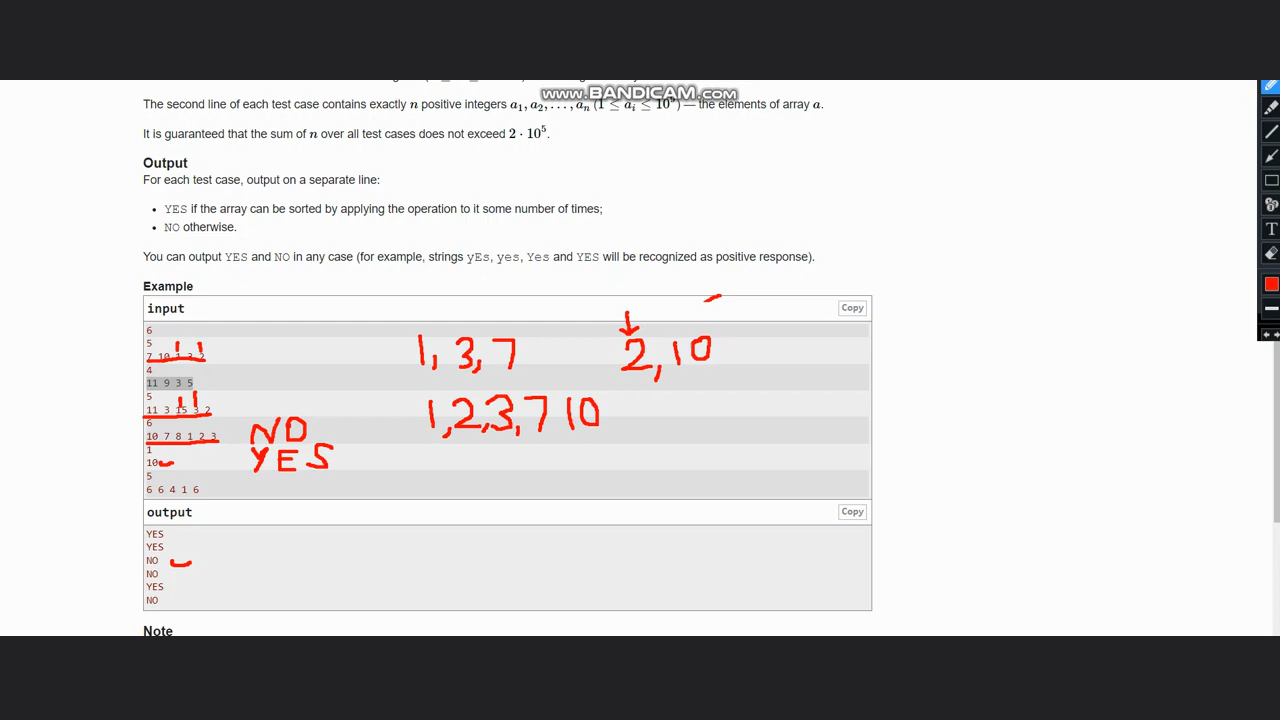 www.BANDICAM.com
The second line of each test case contains exactly n positive integers a₁, a₂, . . . , aₙ (1 ≤ aᵢ ≤ 10⁹) — the elements of array a.
It is guaranteed that the sum of n over all test cases does not exceed 2 · 10⁵.
Output
For each test case, output on a separate line:
• YES if the array can be sorted by applying the operation to it some number of times;
• NO otherwise.
You can output YES and NO in any case (for example, strings yEs, yes, Yes and YES will be recognized as positive response).
Example
input
Copy
6
5
7 10 1 3 2
4
11 9 3 5
5
11 3 15 3 2
6
10 7 8 1 2 3
1
10
5
6 6 4 1 6
1, 3, 7
2, 10
1, 2, 3, 7 10
NO
YES
output
Copy
YES
YES
NO
NO
YES
NO
Note
T